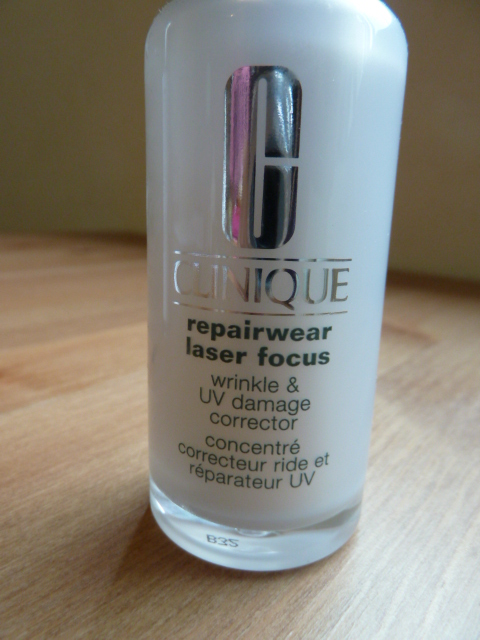 CLINIQUE
repairwear
laser focus
wrinkle &
UV damage
corrector
concentré
correcteur ride et
réparateur UV
B35